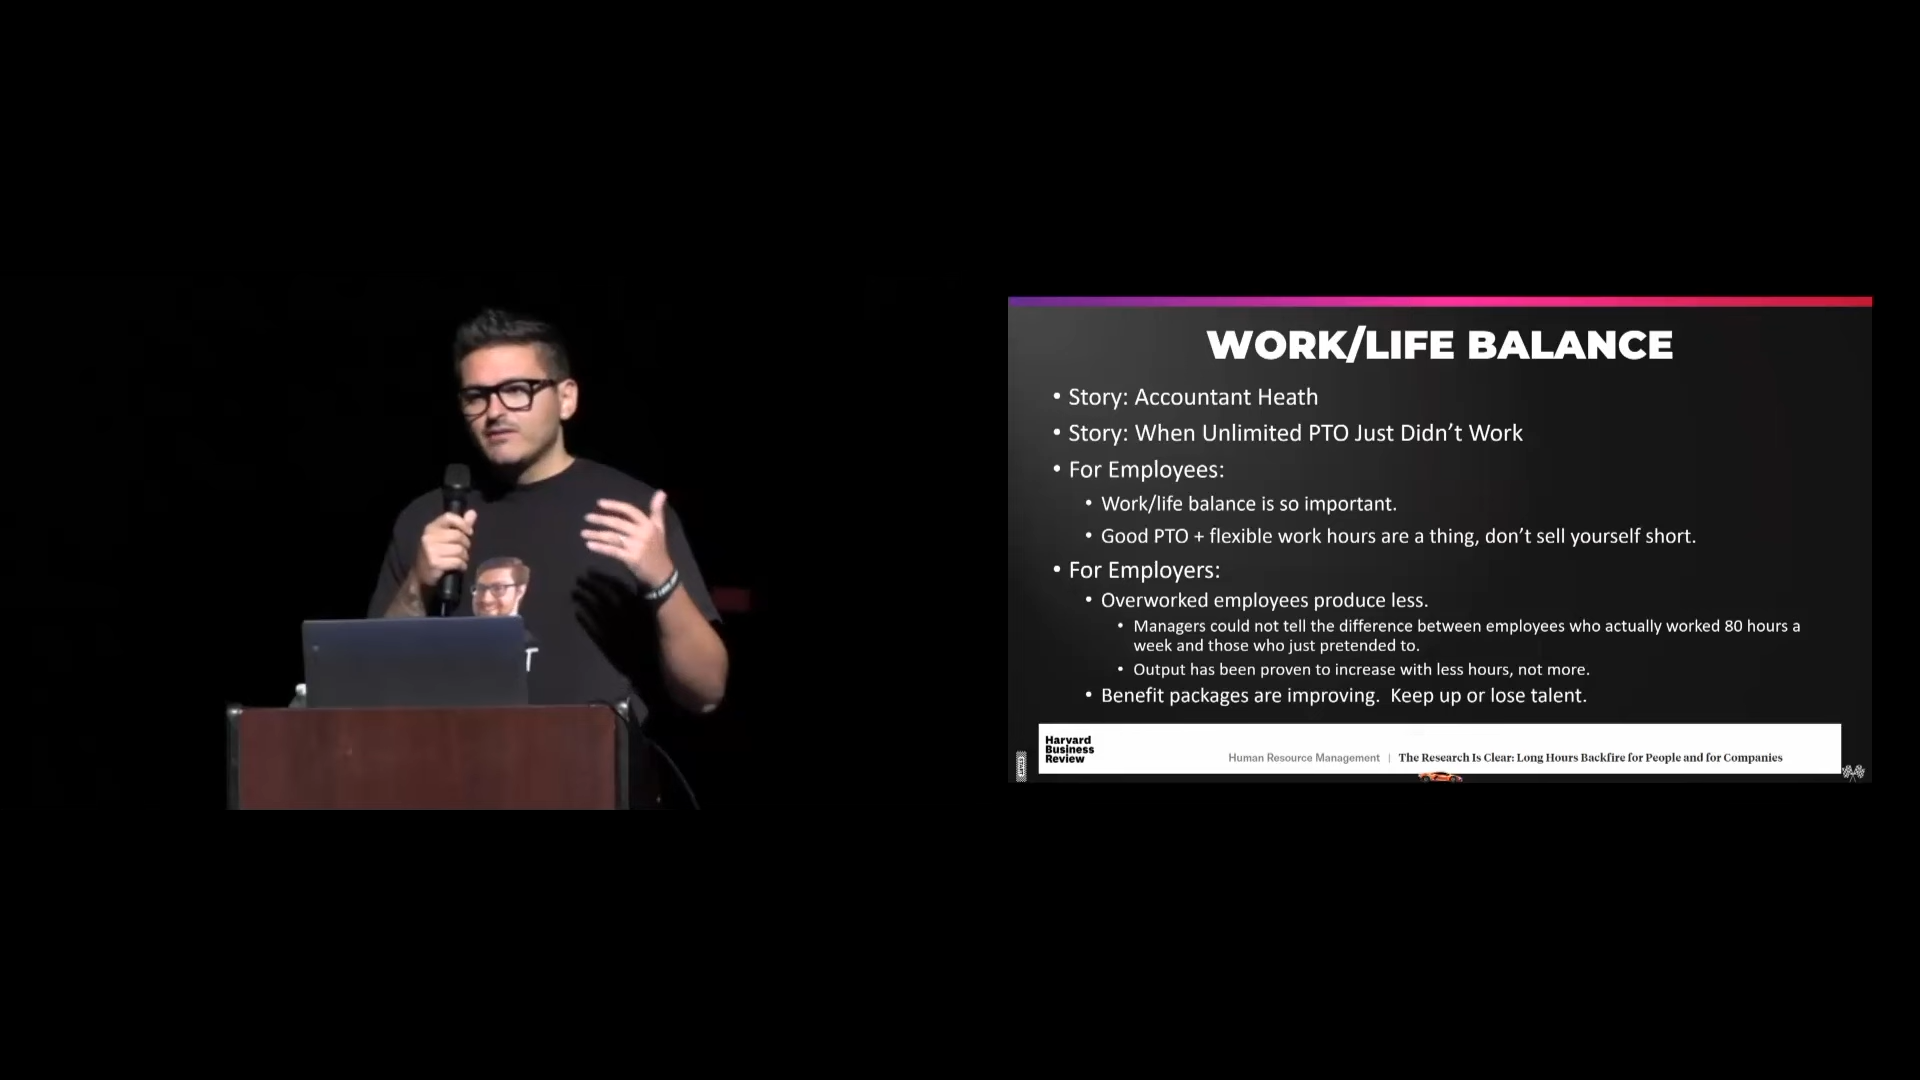 WORK/LIFE BALANCE
• Story: Accountant Heath
• Story: When Unlimited PTO Just Didn't Work
• For Employees:
• Work/life balance is so important.
• Good PTO + flexible work hours are a thing, don't sell yourself short.
• For Employers:
• Overworked employees produce less.
• Managers could not tell the difference between employees who actually worked 80 hours a
week and those who just pretended to.
• Output has been proven to increase with less hours, not more.
• Benefit packages are improving.  Keep up or lose talent.
Harvard
Business
Review
Human Resource Management | The Research Is Clear: Long Hours Backfire for People and for Companies